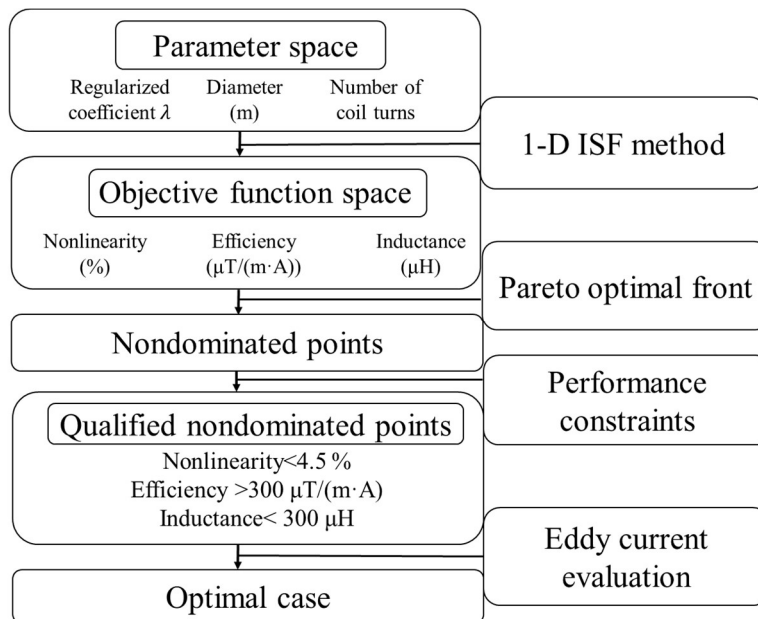 Parameter space
Regularized
coefficient λ
Diameter
(m)
Number of
coil turns
1-D ISF method
Objective function space
Nonlinearity
(%)
Efficiency
(μT/(m·A))
Inductance
(μH)
Pareto optimal front
Nondominated points
Performance
constraints
Qualified nondominated points
Nonlinearity<4.5 %
Efficiency >300 μT/(m·A)
Inductance< 300 μH
Eddy current
evaluation
Optimal case